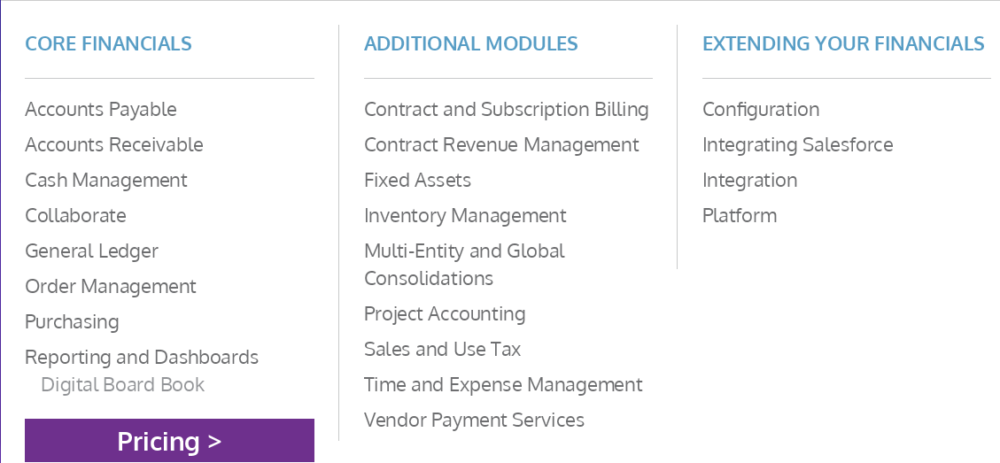 CORE FINANCIALS
Accounts Payable
Accounts Receivable
Cash Management
Collaborate
General Ledger
Order Management
Purchasing
Reporting and Dashboards
Digital Board Book
Pricing >
ADDITIONAL MODULES
Contract and Subscription Billing
Contract Revenue Management
Fixed Assets
Inventory Management
Multi-Entity and Global
Consolidations
Project Accounting
Sales and Use Tax
Time and Expense Management
Vendor Payment Services
EXTENDING YOUR FINANCIALS
Configuration
Integrating Salesforce
Integration
Platform